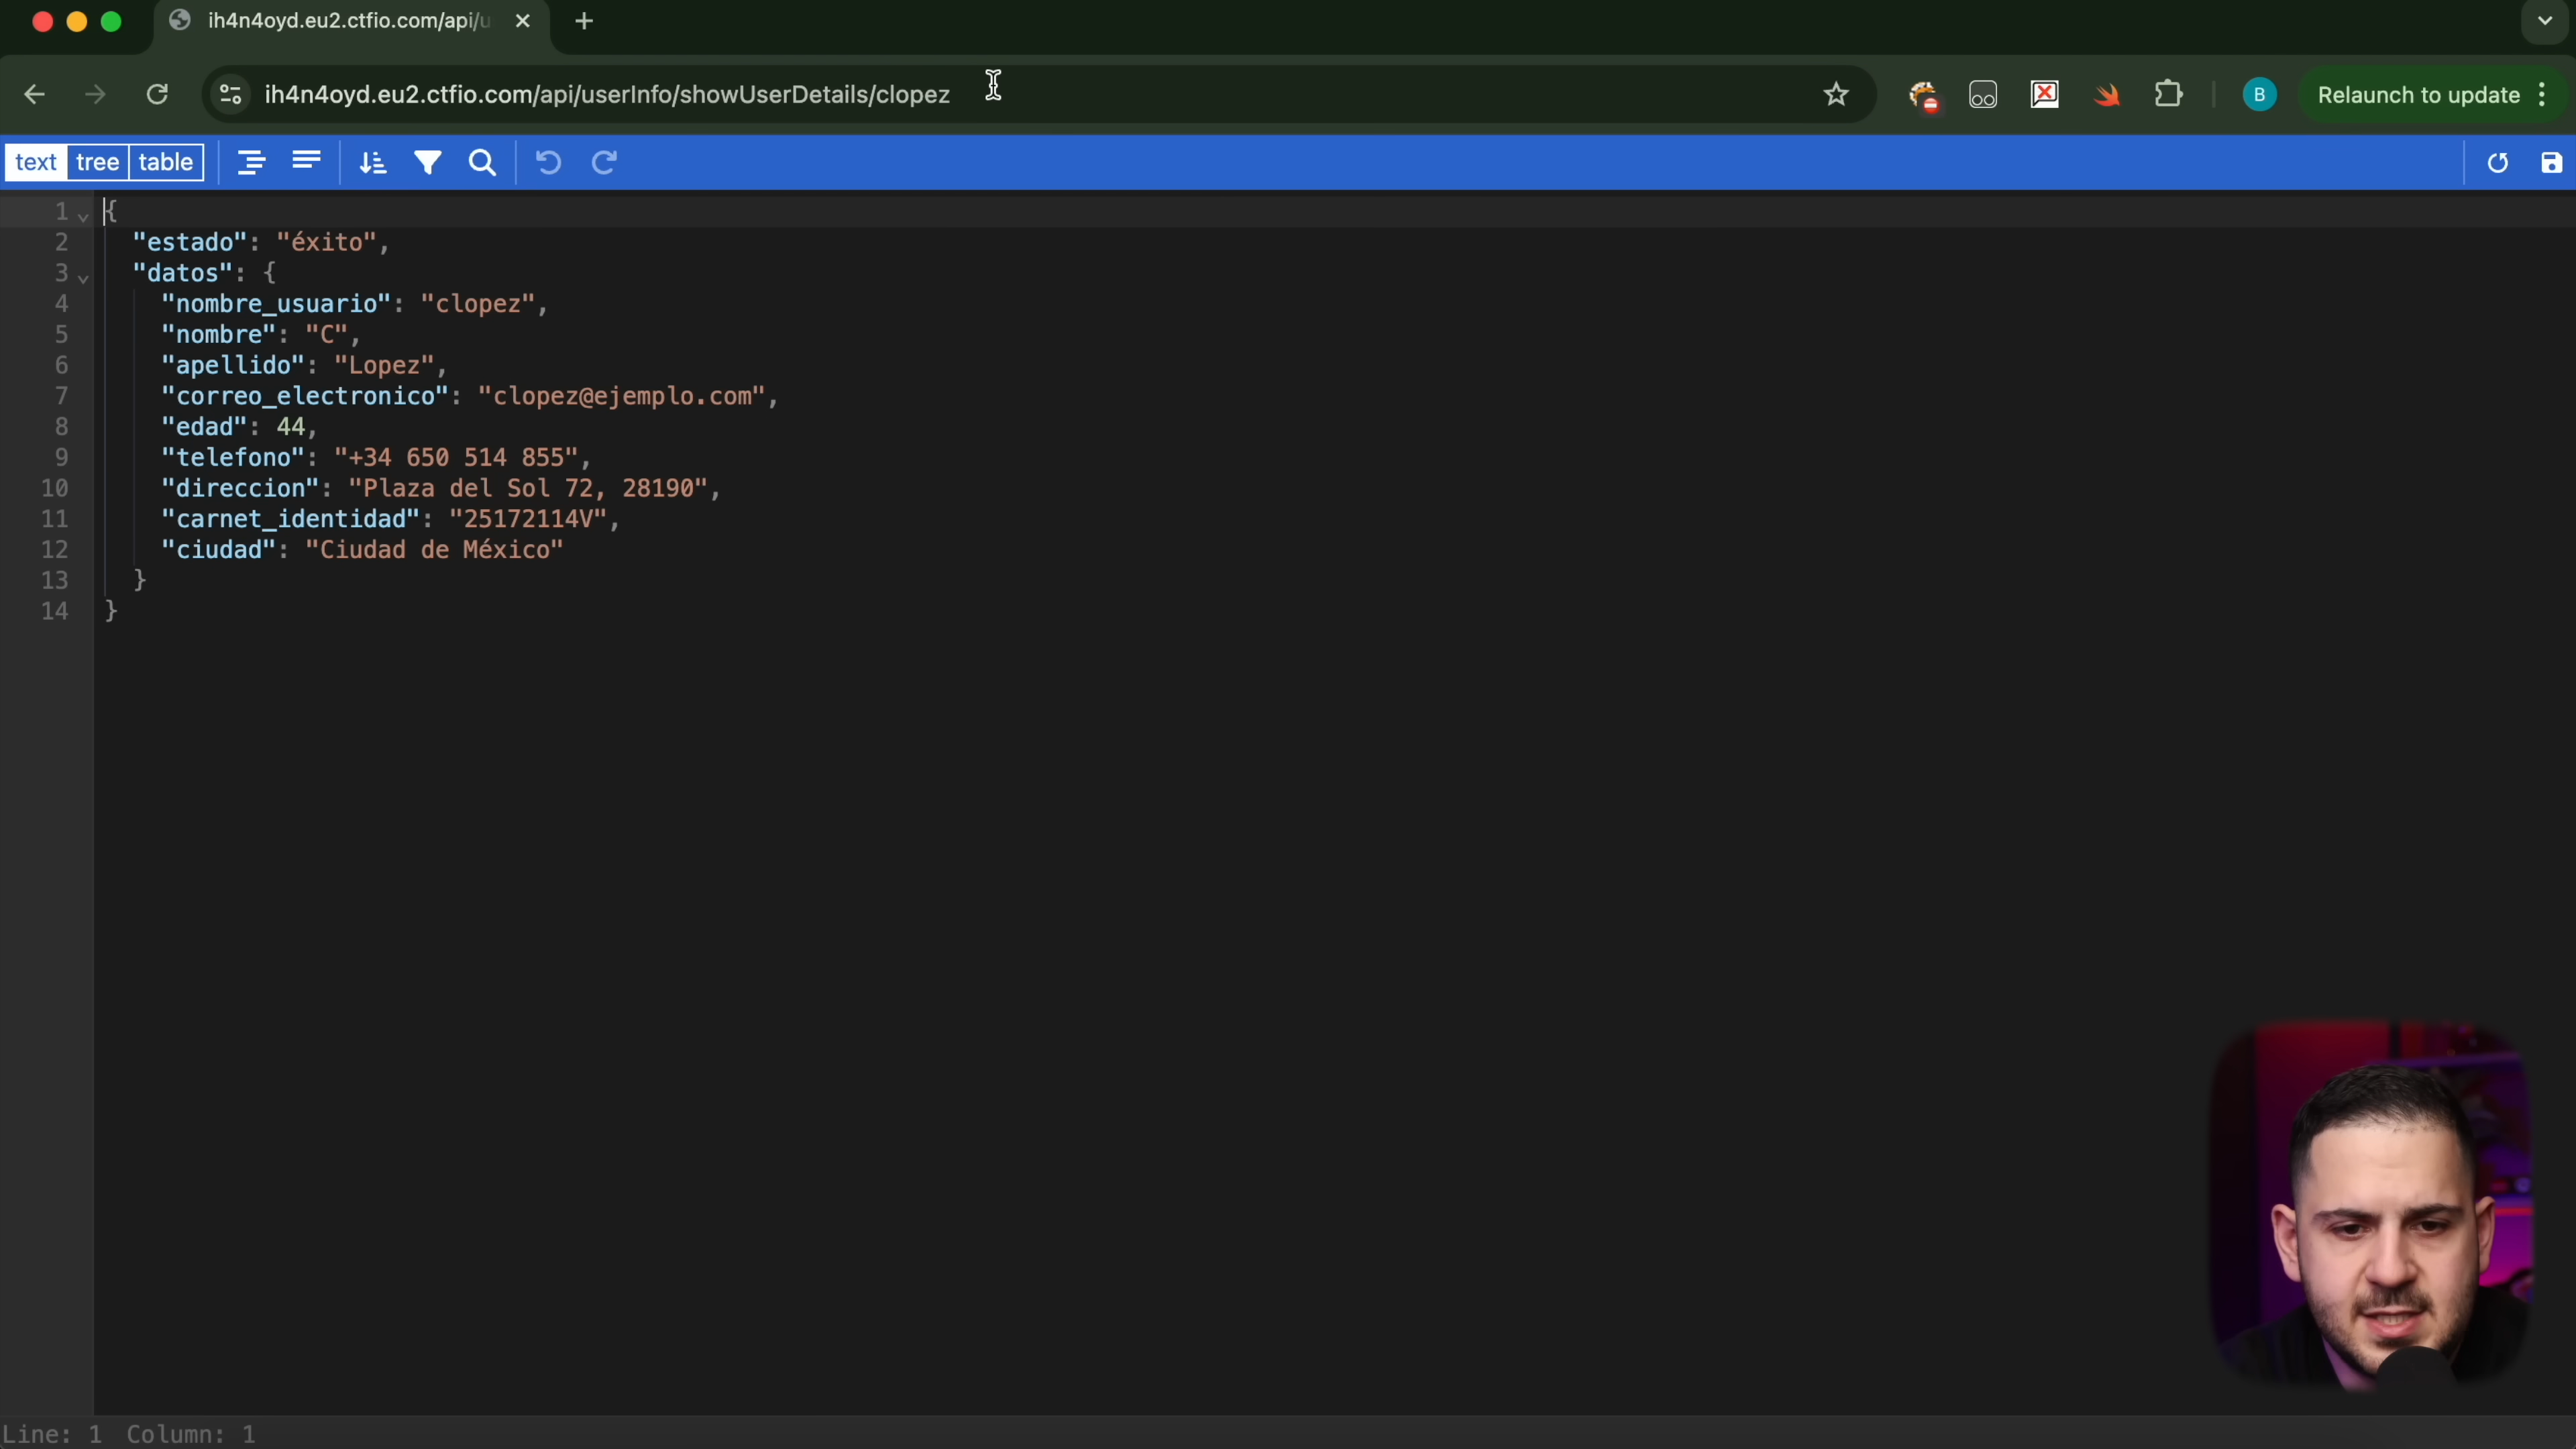 ih4n4oyd.eu2.ctfio.com/api/u
ih4n4oyd.eu2.ctfio.com/api/userInfo/showUserDetails/clopez
B
Relaunch to update
text tree table
1 {
2 "estado": "éxito",
3 "datos": {
4 "nombre_usuario": "clopez",
5 "nombre": "C",
6 "apellido": "Lopez",
7 "correo_electronico": "clopez@ejemplo.com",
8 "edad": 44,
9 "telefono": "+34 650 514 855",
10 "direccion": "Plaza del Sol 72, 28190",
11 "carnet_identidad": "25172114V",
12 "ciudad": "Ciudad de México"
13 }
14 }
Line: 1 Column: 1